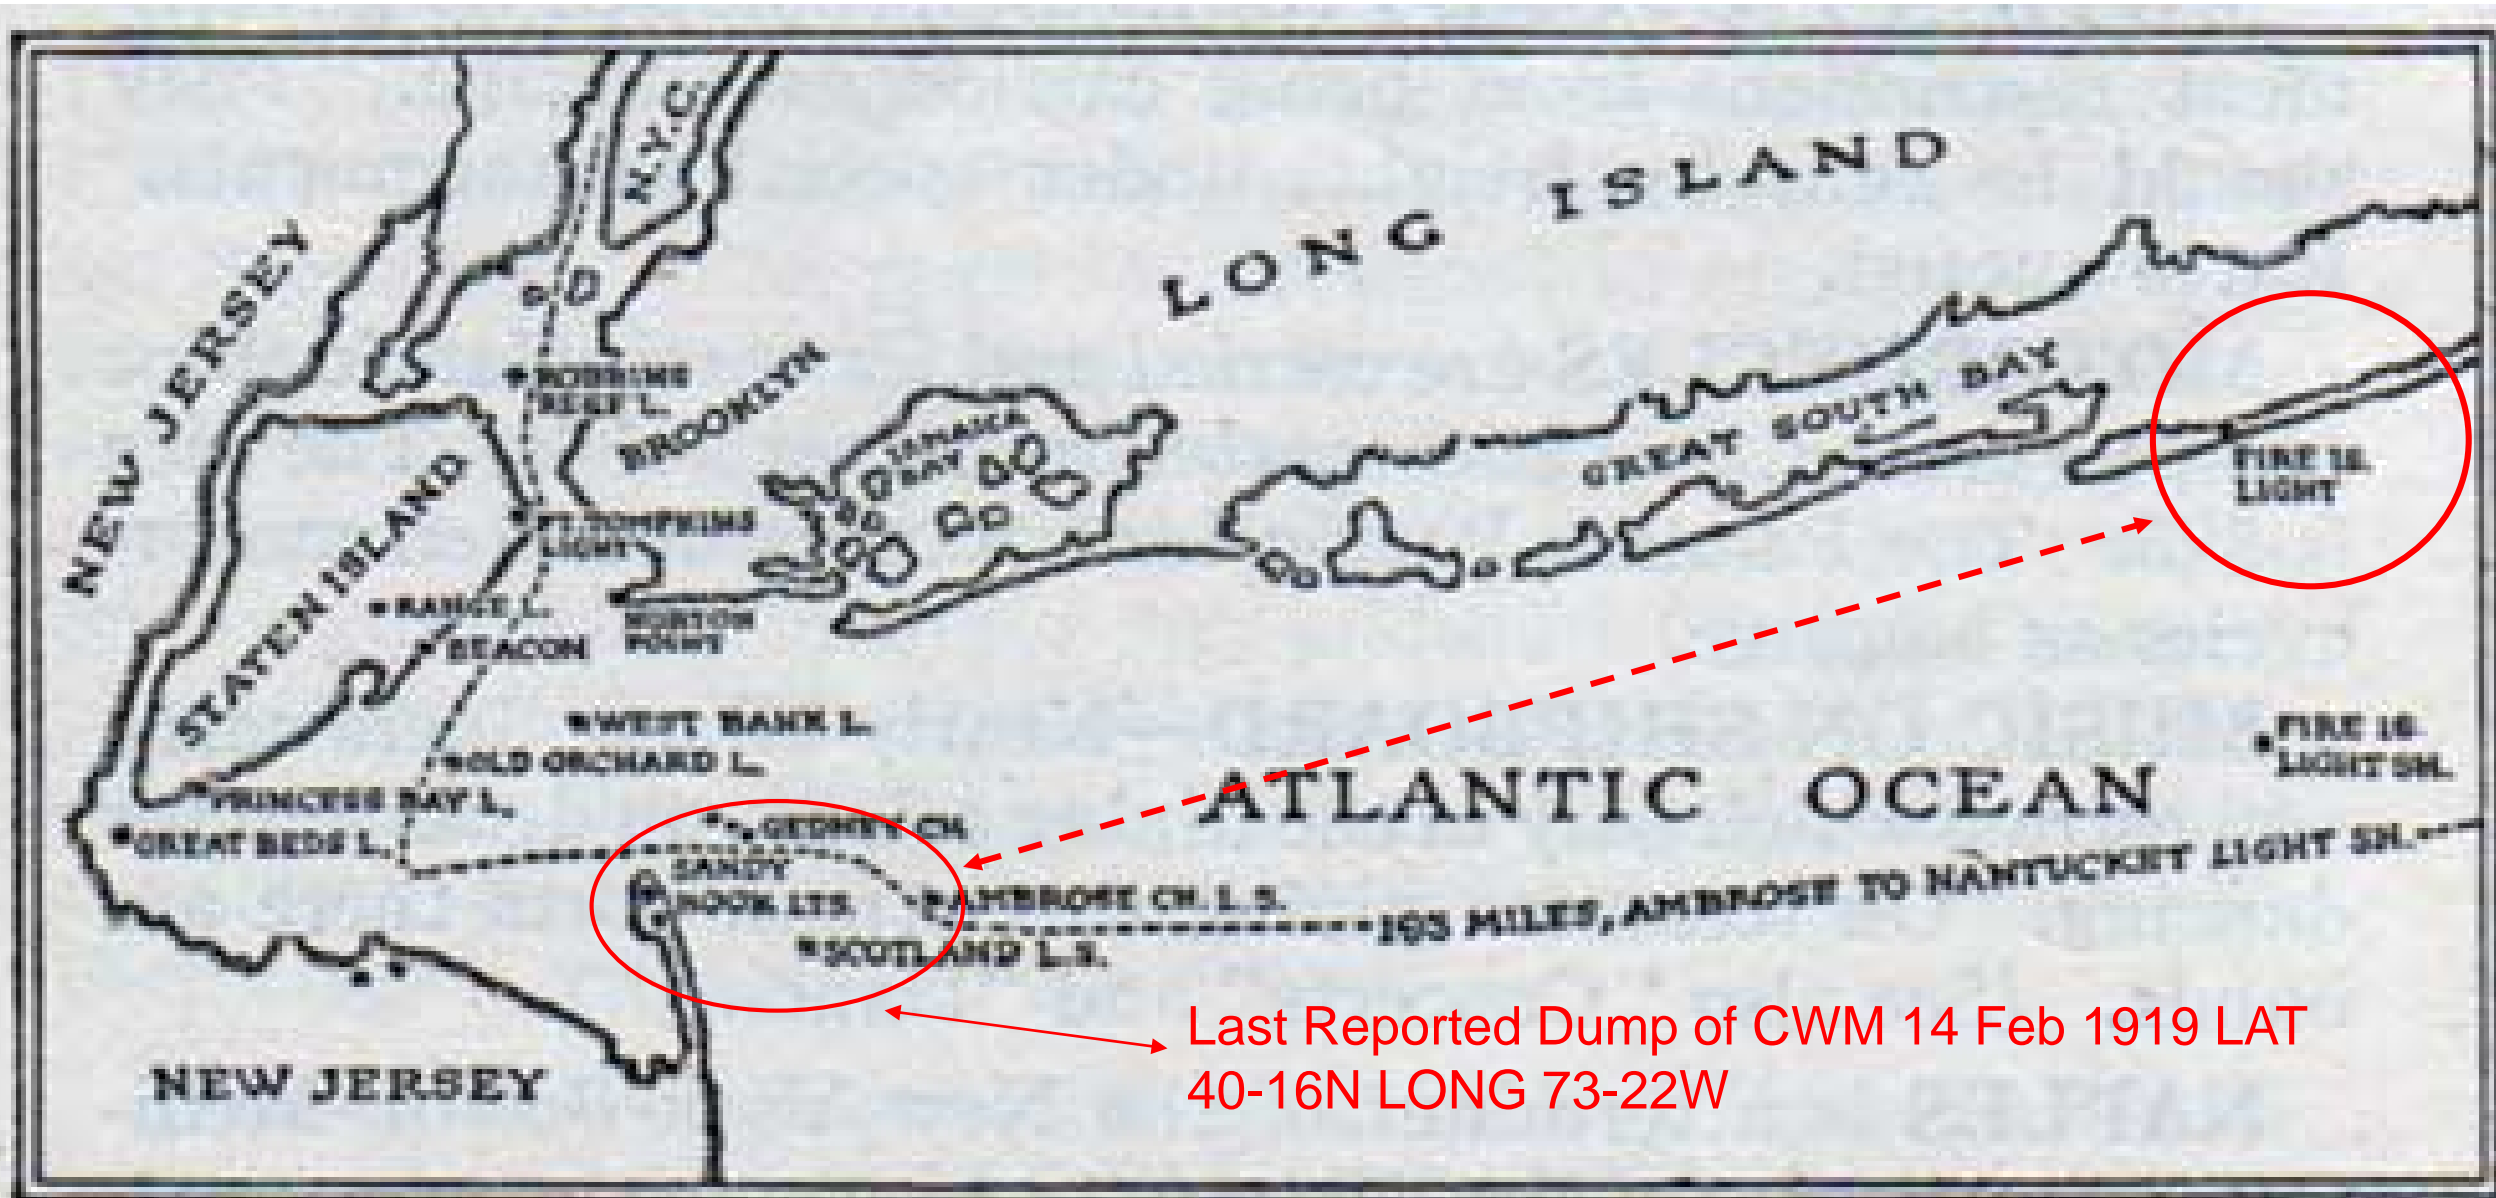 N.Y.C.
LONG ISLAND
NEW JERSEY
ROBBINS
REEF L.
BROOKLYN
JAMAICA
BAY
GREAT SOUTH BAY
FIRE IS.
LIGHT
STATEN ISLAND
FT. TOMPKINS
LIGHT
RANGE L.
BEACON
NORTON
POINT
WEST BANK L.
OLD ORCHARD L.
FIRE IS.
LIGHT SH.
PRINCESS BAY L.
ATLANTIC OCEAN
GREAT BEDS L.
GEDNEY CH.
SANDY
HOOK LTS.
AMBROSE CH. L. S.
193 MILES, AMBROSE TO NANTUCKET LIGHT SH.
SCOTLAND L.S.
NEW JERSEY
Last Reported Dump of CWM 14 Feb 1919 LAT
40-16N LONG 73-22W